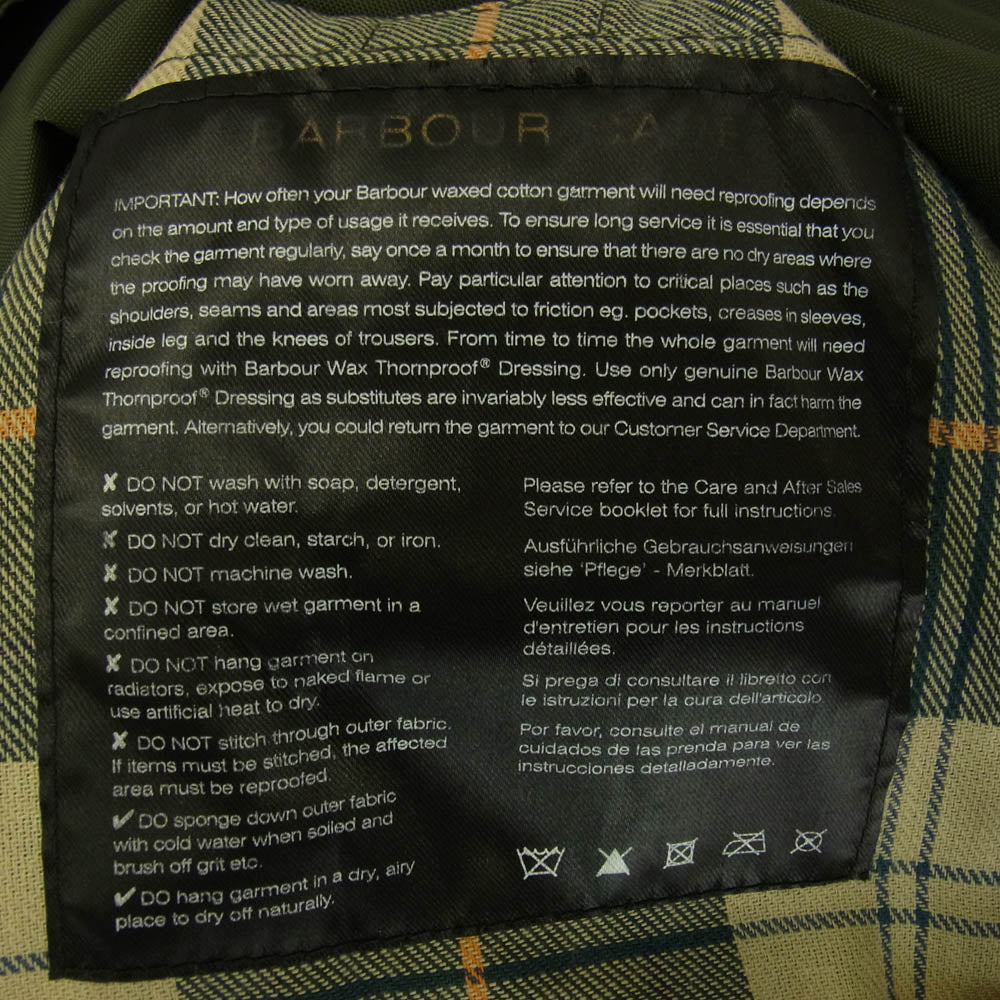 BARBOUR CARE
IMPORTANT: How often your Barbour waxed cotton garment will need reproofing depends
on the amount and type of usage it receives. To ensure long service it is essential that you
check the garment regularly, say once a month to ensure that there are no dry areas where
the proofing may have worn away. Pay particular attention to critical places such as the
shoulders, seams and areas most subjected to friction eg. pockets, creases in sleeves,
inside leg and the knees of trousers. From time to time the whole garment will need
reproofing with Barbour Wax Thornproof® Dressing. Use only genuine Barbour Wax
Thornproof® Dressing as substitutes are invariably less effective and can in fact harm the
garment. Alternatively, you could return the garment to our Customer Service Department.
✘ DO NOT wash with soap, detergent,
solvents, or hot water.
✘ DO NOT dry clean, starch, or iron.
✘ DO NOT machine wash.
✘ DO NOT store wet garment in a
confined area.
✘ DO NOT hang garment on
radiators, expose to naked flame or
use artificial heat to dry.
✘ DO NOT stitch through outer fabric.
If items must be stitched, the affected
area must be reproofed.
✔ DO sponge down outer fabric
with cold water when soiled and
brush off grit etc.
✔ DO hang garment in a dry, airy
place to dry off naturally.
Please refer to the Care and After Sales
Service booklet for full instructions.
Ausführliche Gebrauchsanweisungen
siehe 'Pflege' - Merkblatt.
Veuillez vous reporter au manuel
d'entretien pour les instructions
détaillées.
Si prega di consultare il libretto con
le istruzioni per la cura dell'articolo.
Por favor, consulte el manual de
cuidados de las prenda para ver las
instrucciones detalladamente.